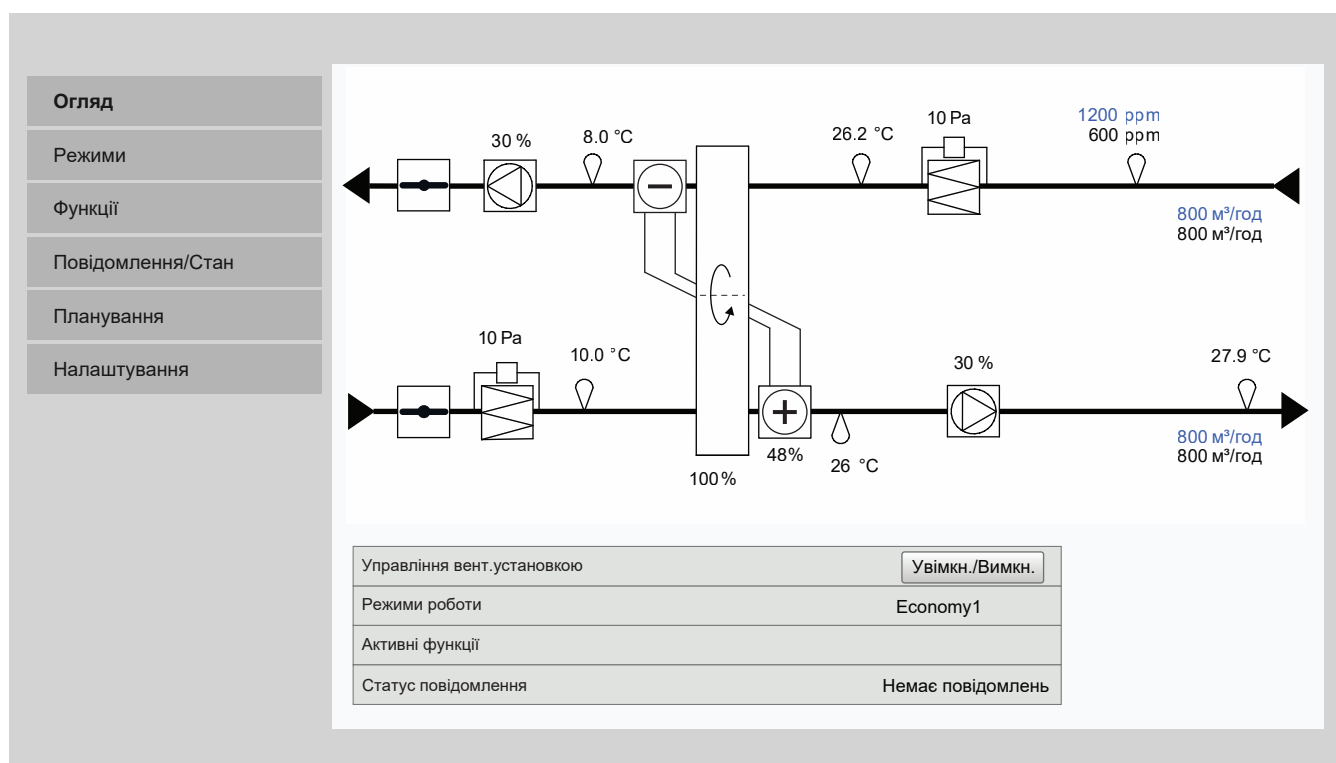 Огляд
Режими
Функції
Повідомлення/Стан
Планування
Налаштування
30 %
8.0 °C
26.2 °C
10 Pa
1200 ppm
600 ppm
800 м³/год
800 м³/год
10 Pa
10.0 °C
100 %
48%
26 °C
30 %
27.9 °C
800 м³/год
800 м³/год
Управління вент.установкою
Увімкн./Вимкн.
Режими роботи
Economy1
Активні функції
Статус повідомлення
Немає повідомлень